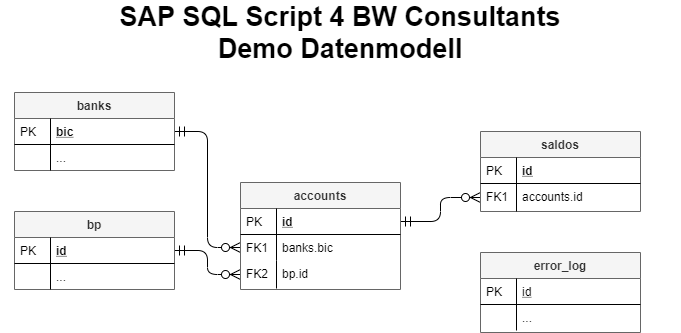 SAP SQL Script 4 BW Consultants
Demo Datenmodell
banks
PK bic
...
bp
PK id
...
accounts
PK id
FK1 banks.bic
FK2 bp.id
saldos
PK id
FK1 accounts.id
error_log
PK id
...